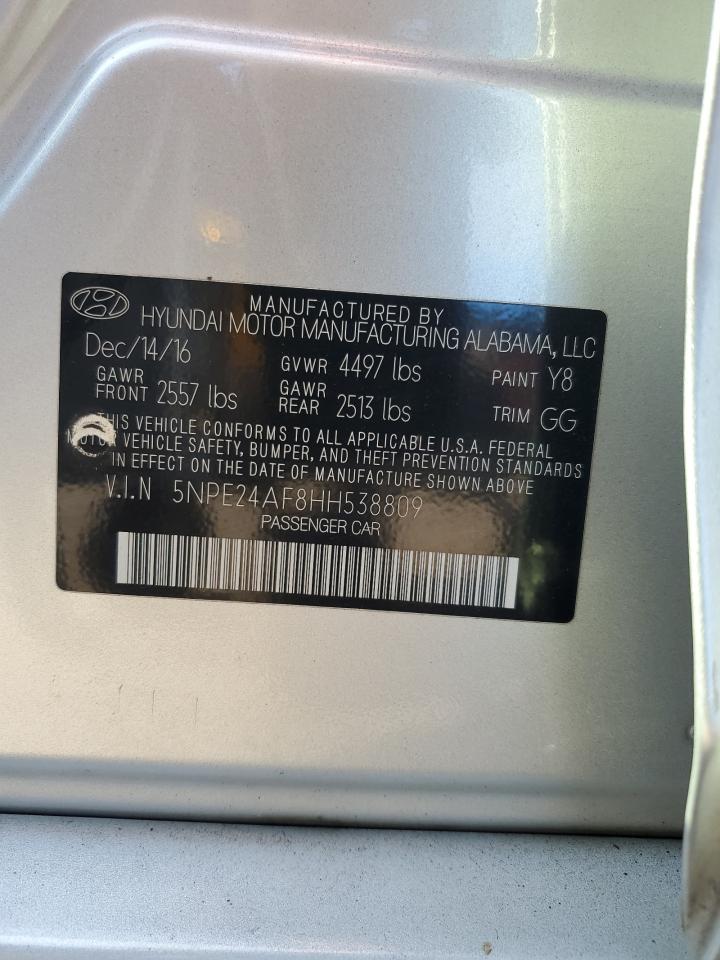 MANUFACTURED BY
HYUNDAI MOTOR MANUFACTURING ALABAMA, LLC
Dec/14/16 GVWR 4497 lbs PAINT Y8
GAWR FRONT 2557 lbs GAWR REAR 2513 lbs TRIM GG
THIS VEHICLE CONFORMS TO ALL APPLICABLE U.S.A. FEDERAL
MOTOR VEHICLE SAFETY, BUMPER, AND THEFT PREVENTION STANDARDS
IN EFFECT ON THE DATE OF MANUFACTURE SHOWN ABOVE
V.I.N 5NPE24AF8HH538809
PASSENGER CAR